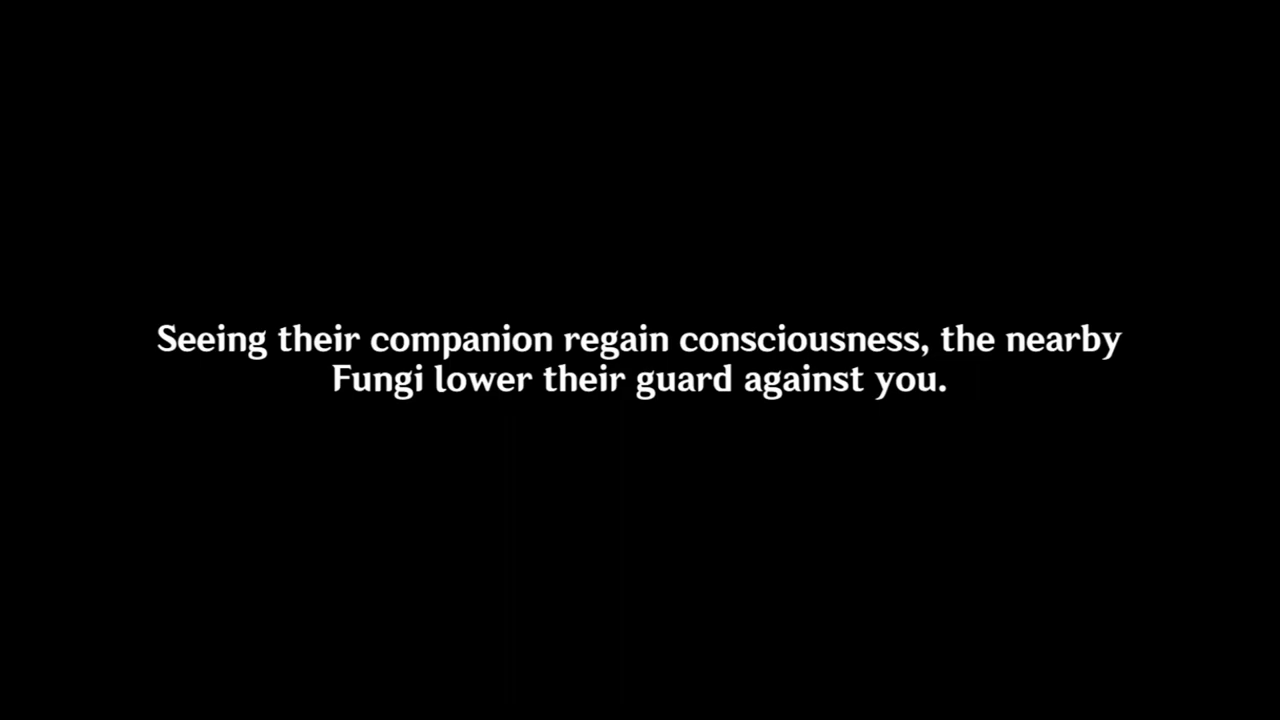 Seeing their companion regain consciousness, the nearby
Fungi lower their guard against you.